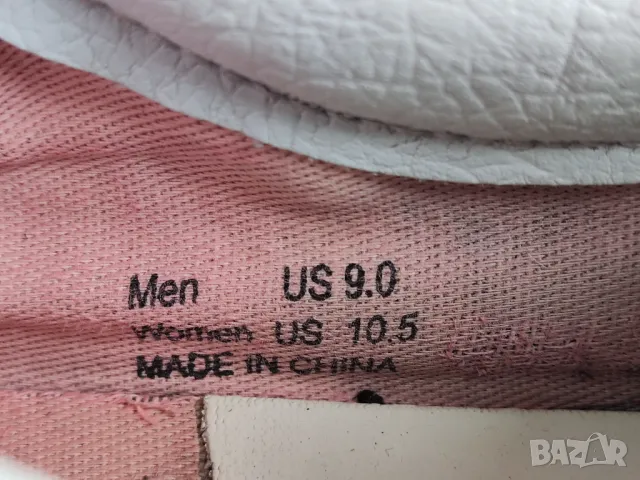 Men US 9.0
Women US 10.5
MADE IN CHINA
BAZAR